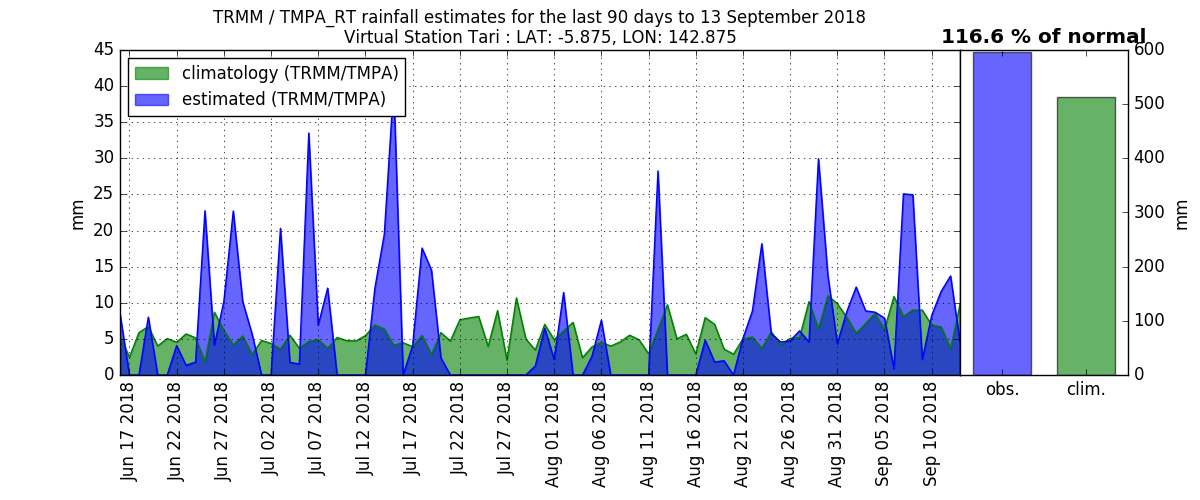 TRMM / TMPA_RT rainfall estimates for the last 90 days to 13 September 2018
Virtual Station Tari : LAT: -5.875, LON: 142.875
116.6 % of normal
climatology (TRMM/TMPA)
estimated (TRMM/TMPA)
mm
45
40
35
30
25
20
15
10
5
0
Jun 17 2018
Jun 22 2018
Jun 27 2018
Jul 02 2018
Jul 07 2018
Jul 12 2018
Jul 17 2018
Jul 22 2018
Jul 27 2018
Aug 01 2018
Aug 06 2018
Aug 11 2018
Aug 16 2018
Aug 21 2018
Aug 26 2018
Aug 31 2018
Sep 05 2018
Sep 10 2018
obs.
clim.
600
500
400
300
200
100
0
mm